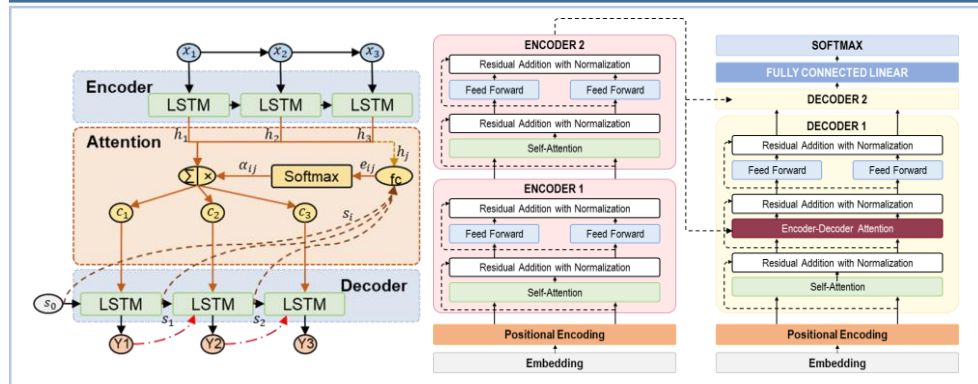 x₁ x₂ x₃
Encoder
LSTM LSTM LSTM
h₁ h₂ h₃
Attention
h_j
Σ × α_ij Softmax e_ij fc
c₁ c₂ c₃ s_i
Decoder
s₀ LSTM s₁ LSTM s₂ LSTM
Y1 Y2 Y3
ENCODER 2
Residual Addition with Normalization
Feed Forward Feed Forward
Residual Addition with Normalization
Self-Attention
ENCODER 1
Residual Addition with Normalization
Feed Forward Feed Forward
Residual Addition with Normalization
Self-Attention
Positional Encoding
Embedding
SOFTMAX
FULLY CONNECTED LINEAR
DECODER 2
DECODER 1
Residual Addition with Normalization
Feed Forward Feed Forward
Residual Addition with Normalization
Encoder-Decoder Attention
Residual Addition with Normalization
Self-Attention
Positional Encoding
Embedding